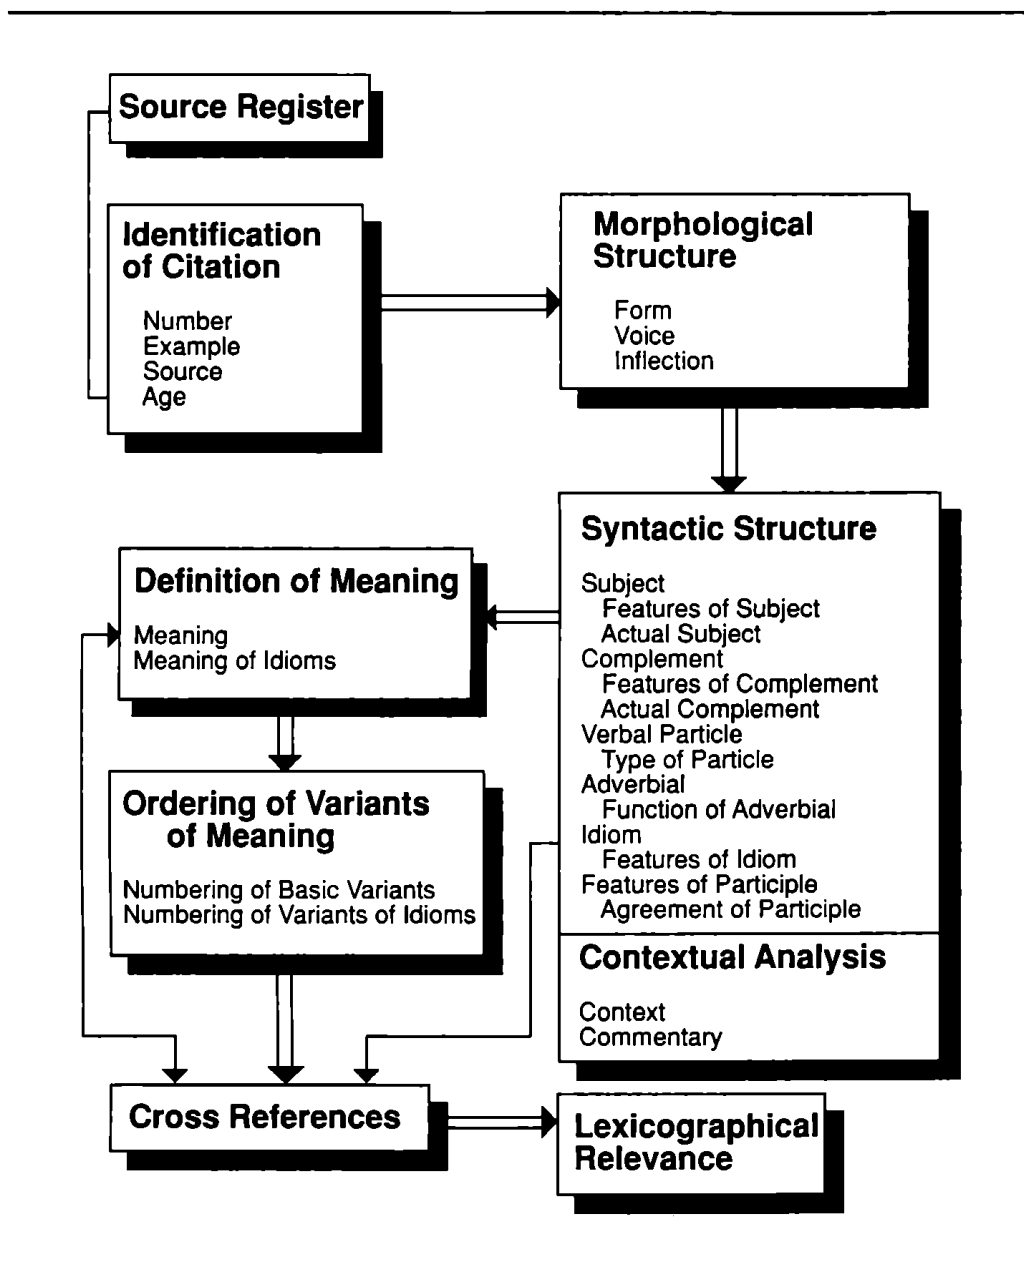 Source Register
Identification
of Citation
Number
Example
Source
Age
Morphological
Structure
Form
Voice
Inflection
Syntactic Structure
Subject
Features of Subject
Actual Subject
Complement
Features of Complement
Actual Complement
Verbal Particle
Type of Particle
Adverbial
Function of Adverbial
Idiom
Features of Idiom
Features of Participle
Agreement of Participle
Contextual Analysis
Context
Commentary
Definition of Meaning
Meaning
Meaning of Idioms
Ordering of Variants
of Meaning
Numbering of Basic Variants
Numbering of Variants of Idioms
Cross References
Lexicographical
Relevance